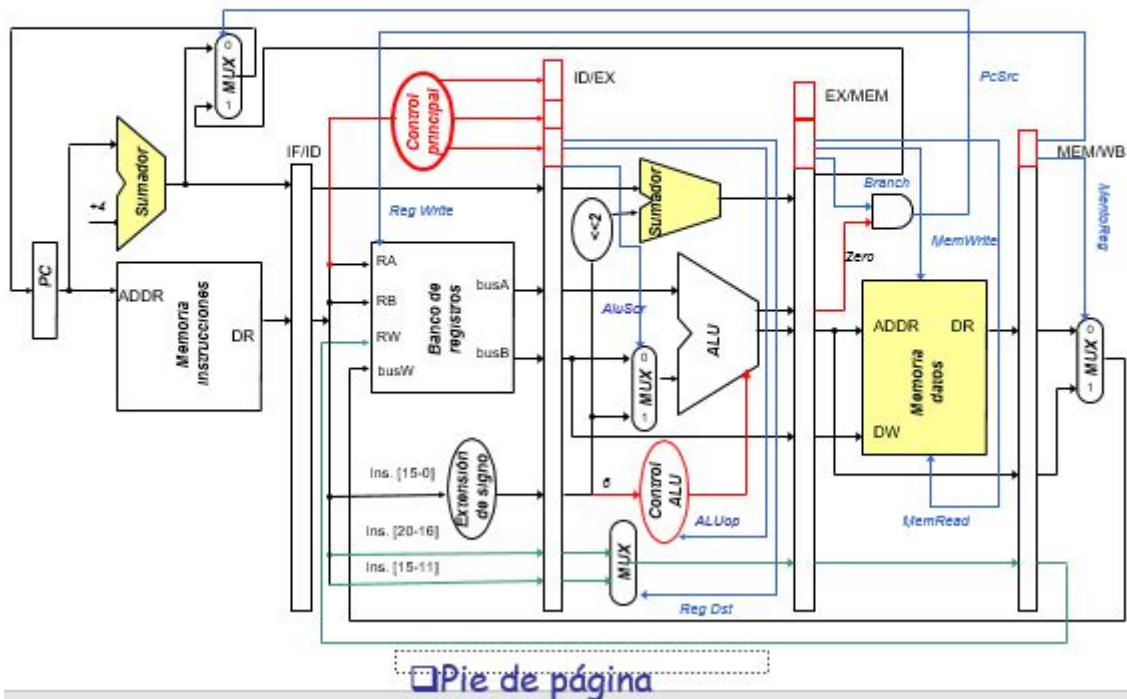 0
MUX
1
ID/EX
EX/MEM
PcSrc
Control
principal
IF/ID
MEM/WB
Sumador
Reg Write
Sumador
Branch
<<2
MemtoReg
MemWrite
Zero
PC
ADDR
Memoria
instrucciones
DR
RA
RB
RW
busW
Banco de
registros
busA
busB
AluScr
ALU
0
MUX
1
ADDR
DR
Memoria
datos
DW
0
MUX
1
Ins. [15-0]
Extensión
de signo
6
Control
ALU
ALUop
MemRead
Ins. [20-16]
Ins. [15-11]
MUX
Reg Dst
❑Pie de página